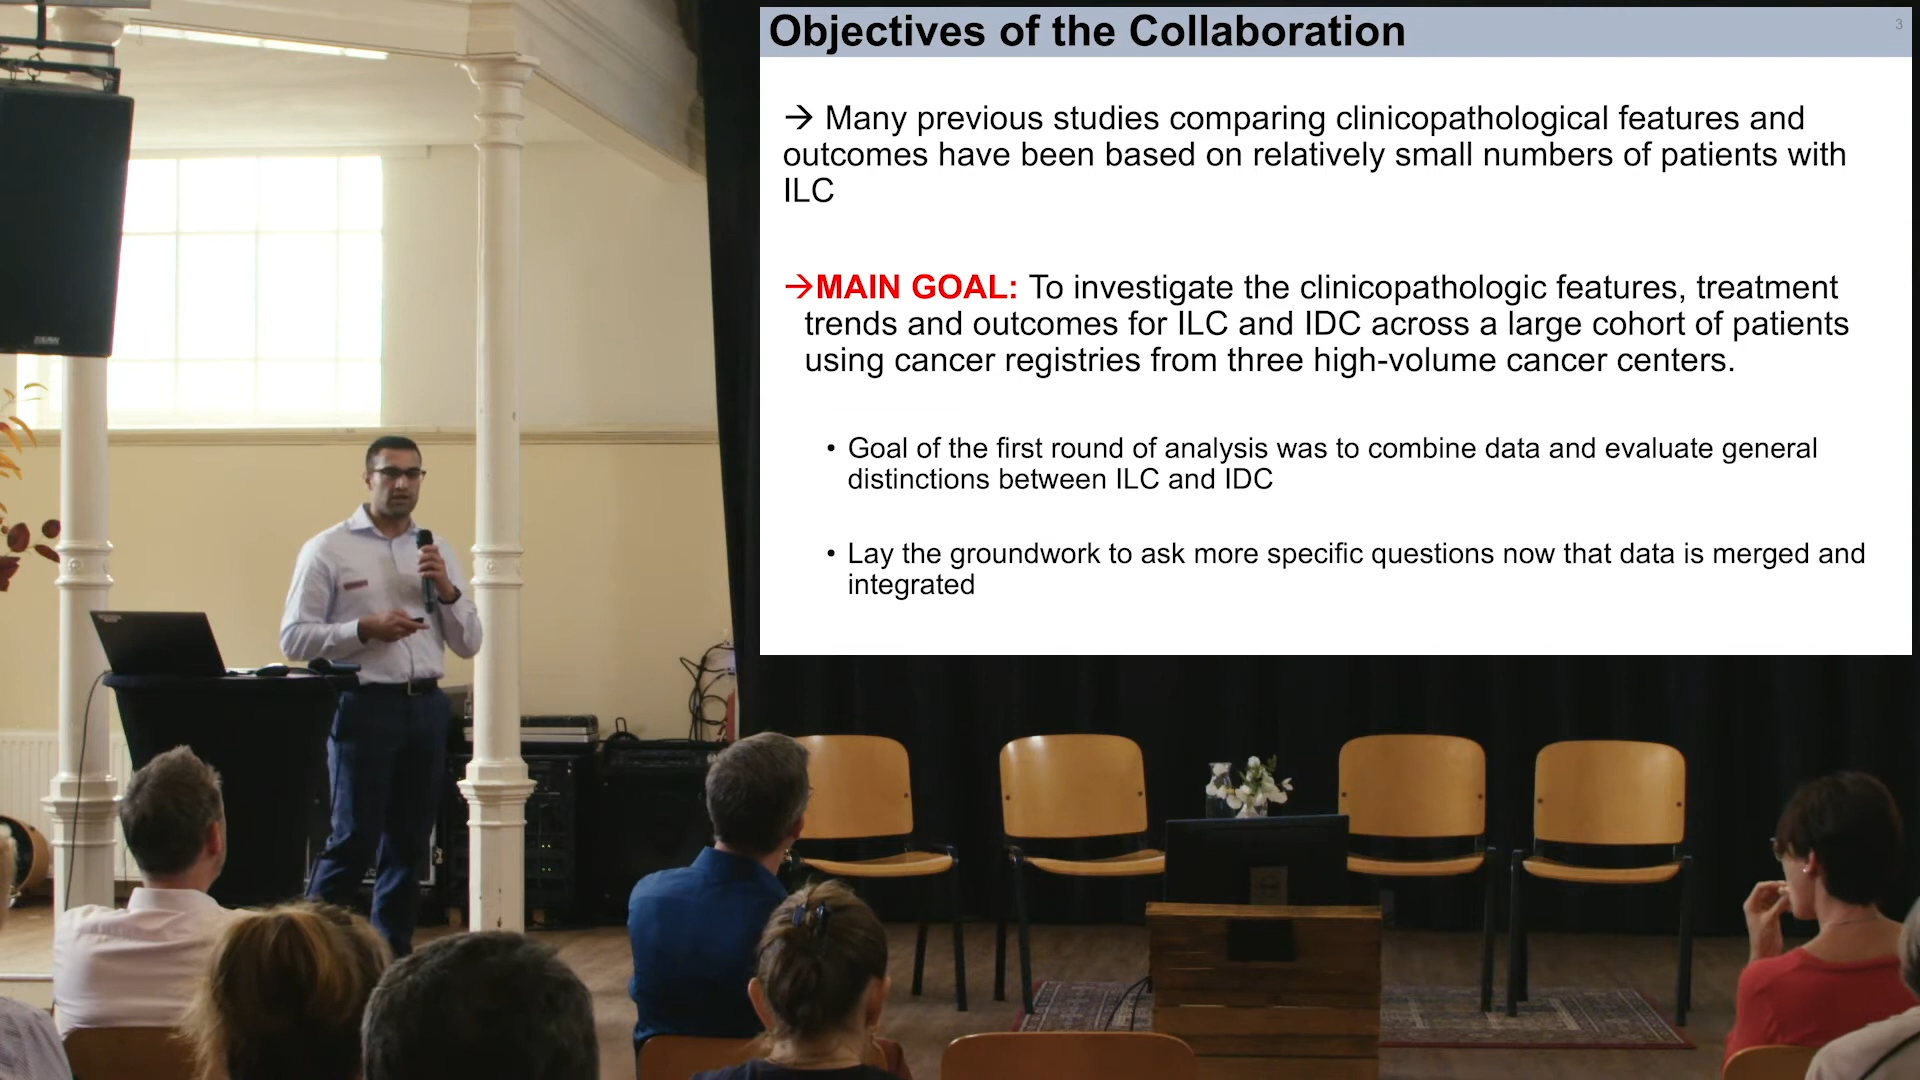 Objectives of the Collaboration
3
→ Many previous studies comparing clinicopathological features and
outcomes have been based on relatively small numbers of patients with
ILC
→MAIN GOAL: To investigate the clinicopathologic features, treatment
trends and outcomes for ILC and IDC across a large cohort of patients
using cancer registries from three high-volume cancer centers.
• Goal of the first round of analysis was to combine data and evaluate general
distinctions between ILC and IDC
• Lay the groundwork to ask more specific questions now that data is merged and
integrated